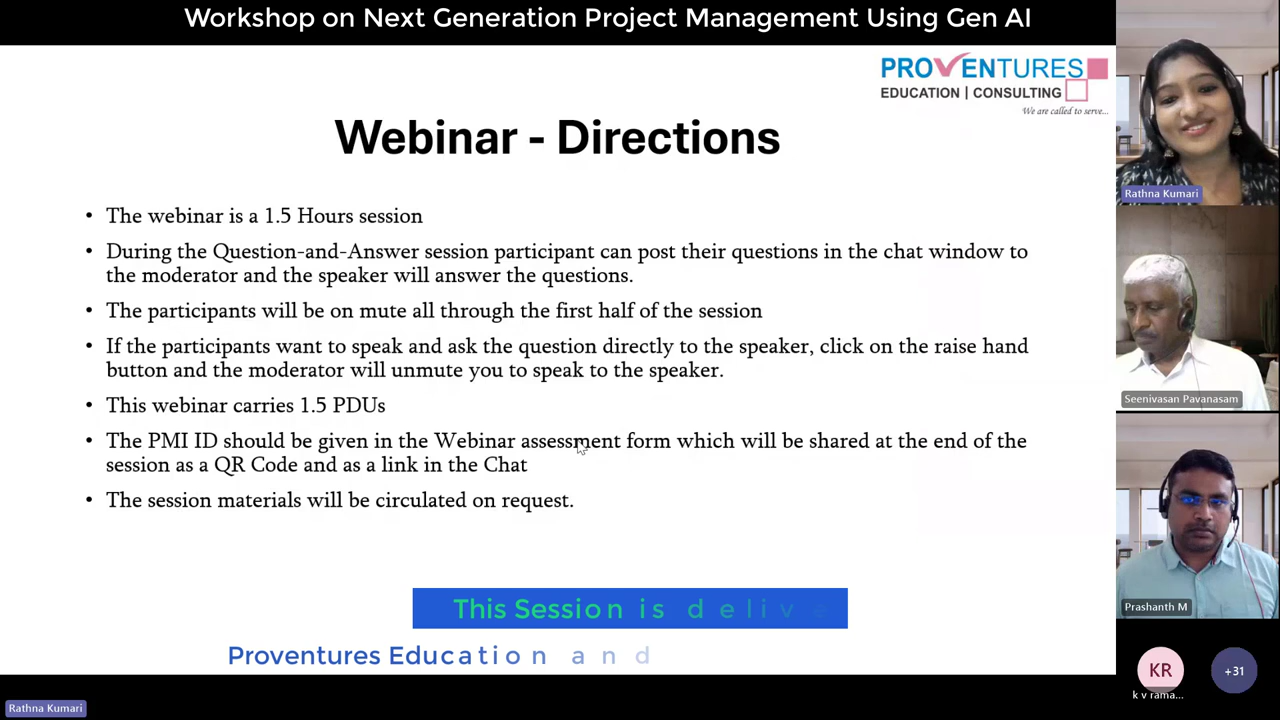 Workshop on Next Generation Project Management Using Gen AI
PROVENTURES
EDUCATION | CONSULTING
We are called to serve...
Webinar - Directions
• The webinar is a 1.5 Hours session
• During the Question-and-Answer session participant can post their questions in the chat window to
the moderator and the speaker will answer the questions.
• The participants will be on mute all through the first half of the session
• If the participants want to speak and ask the question directly to the speaker, click on the raise hand
button and the moderator will unmute you to speak to the speaker.
• This webinar carries 1.5 PDUs
• The PMI ID should be given in the Webinar assessment form which will be shared at the end of the
session as a QR Code and as a link in the Chat
• The session materials will be circulated on request.
This Session is delive
Proventures Education and
Rathna Kumari
Seenivasan Pavanasam
Prashanth M
KR
k v rama...
+31
Rathna Kumari